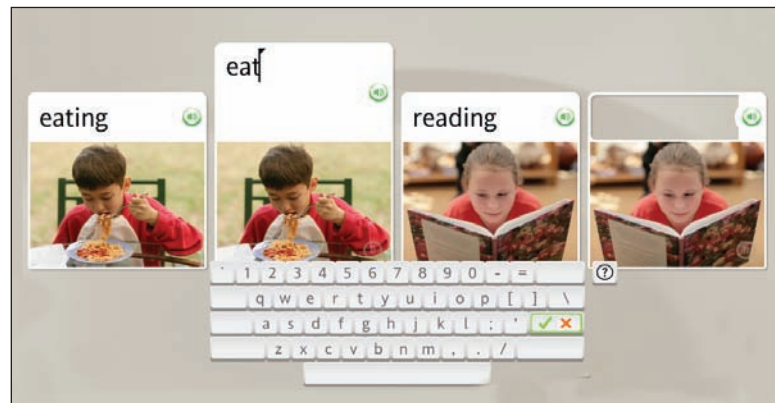 eating
eat
reading
` 1 2 3 4 5 6 7 8 9 0 - =
q w e r t y u i o p [ ] \
a s d f g h j k l ; '
z x c v b n m , . /
?